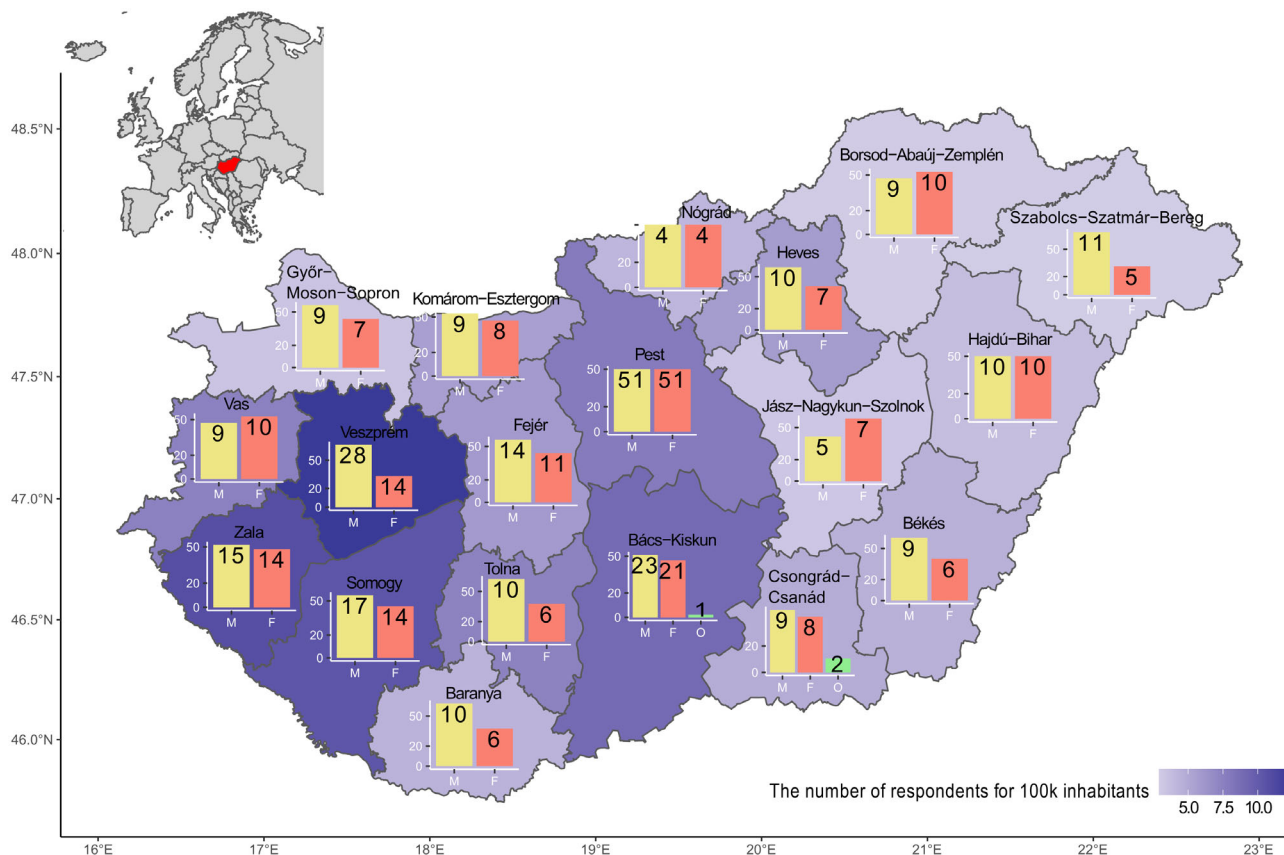 48.5°N
48.0°N
47.5°N
47.0°N
46.5°N
46.0°N
Borsod−Abaúj−Zemplén
50
20
0
9
10
M
F
Szabolcs-Szatmár-Bereg
50
20
0
11
5
M
F
Nógrád
20
0
4
4
M
F
Heves
50
20
0
10
7
M
F
Győr−
Moson−Sopron
50
20
0
9
7
M
F
Komárom−Esztergom
50
20
0
9
8
M
F
Pest
50
20
0
51
51
M
F
Hajdú−Bihar
50
20
0
10
10
M
F
Jász−Nagykun−Szolnok
50
20
0
5
7
M
F
Vas
50
20
0
9
10
M
F
Veszprém
50
20
0
28
14
M
F
Fejér
50
20
0
14
11
M
F
Zala
50
20
0
15
14
M
F
Somogy
50
20
0
17
14
M
F
Tolna
50
20
0
10
6
M
F
Bács−Kiskun
50
20
0
23
21
1
M
F
O
Csongrád−
Csanád
20
0
9
8
2
M
F
O
Békés
50
20
0
9
6
M
F
Baranya
50
20
0
10
6
M
F
The number of respondents for 100k inhabitants
5.0 7.5 10.0
16°E 17°E 18°E 19°E 20°E 21°E 22°E 23°E